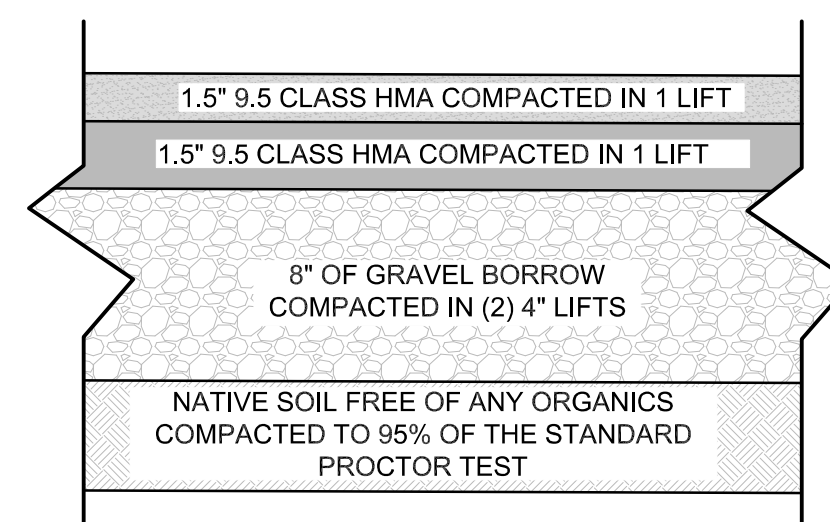 1.5" 9.5 CLASS HMA COMPACTED IN 1 LIFT
1.5" 9.5 CLASS HMA COMPACTED IN 1 LIFT
8" OF GRAVEL BORROW
COMPACTED IN (2) 4" LIFTS
NATIVE SOIL FREE OF ANY ORGANICS
COMPACTED TO 95% OF THE STANDARD
PROCTOR TEST